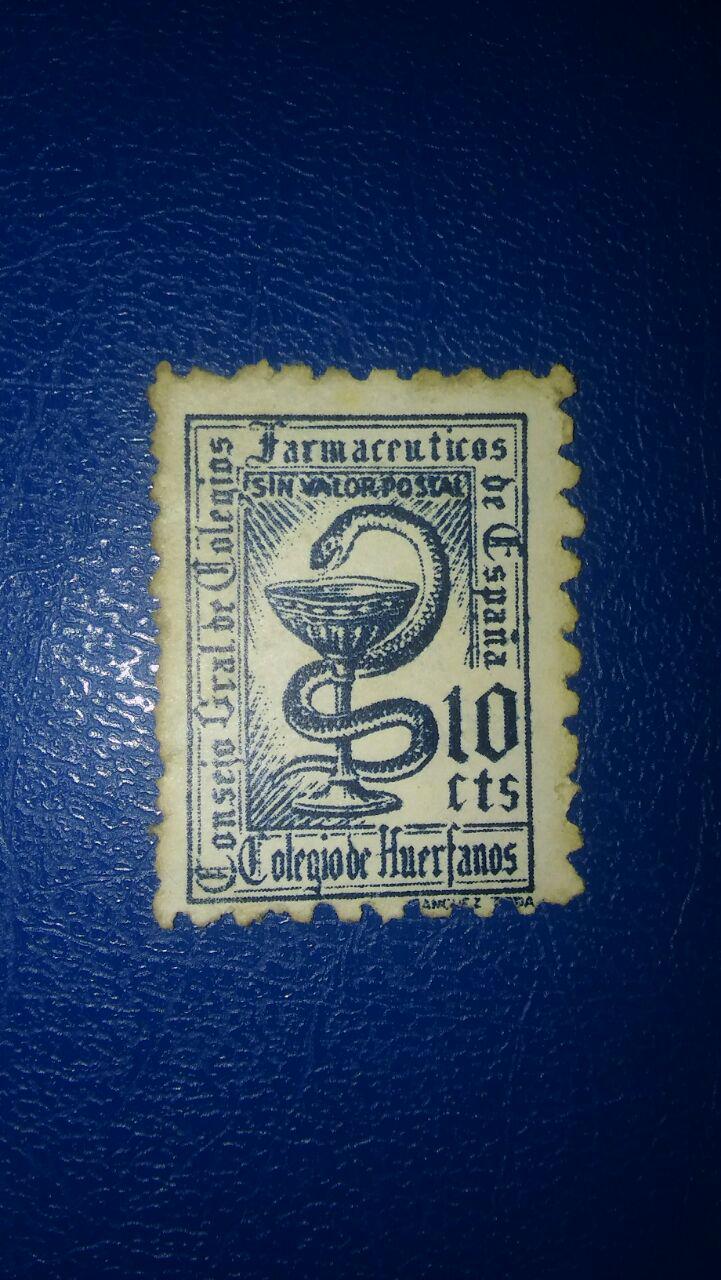 Consejo Gral. de Colegios
Farmaceuticos
de España
SIN VALOR POSTAL
10
cts
Colegio de Huerfanos